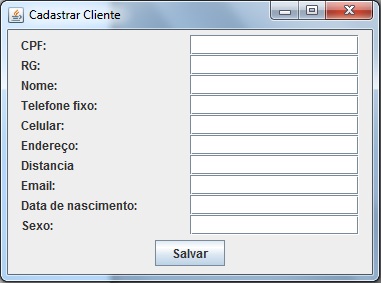 Cadastrar Cliente
CPF:
RG:
Nome:
Telefone fixo:
Celular:
Endereço:
Distancia
Email:
Data de nascimento:
Sexo:
Salvar